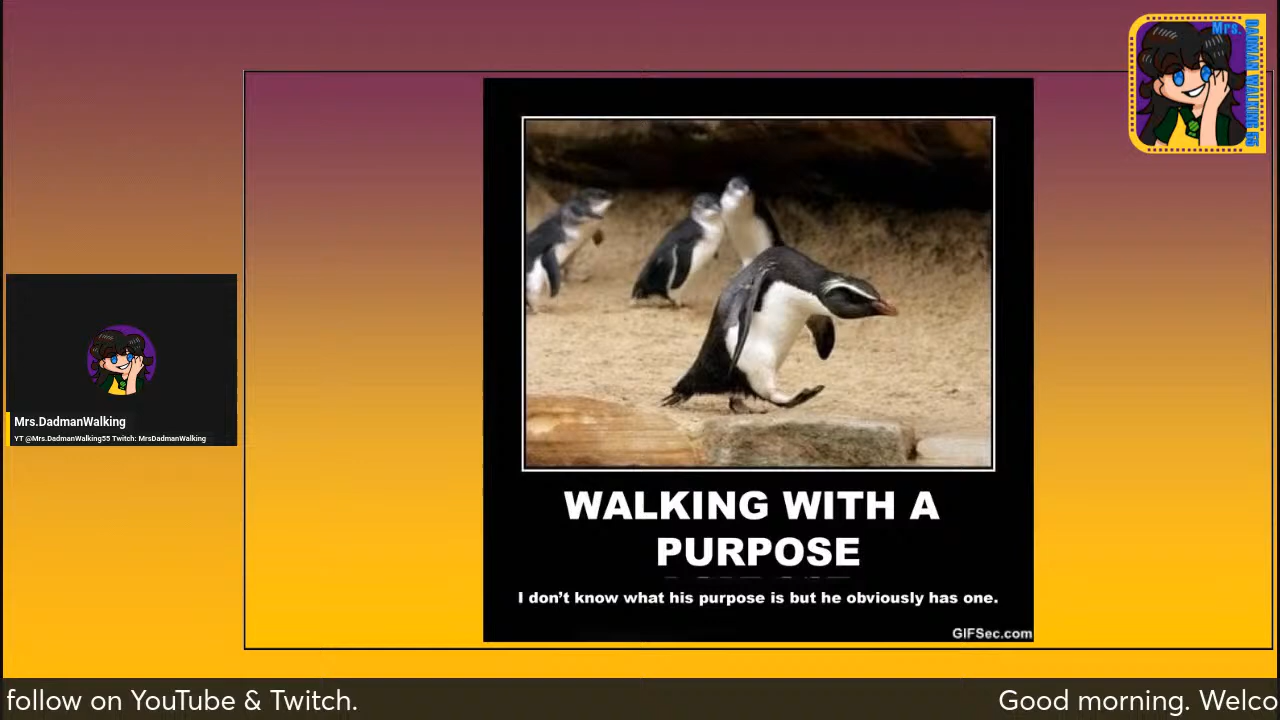 Mrs.
DADMAN WALKING 55
WALKING WITH A
PURPOSE
I don't know what his purpose is but he obviously has one.
GIFSec.com
Mrs.DadmanWalking
YT @Mrs.DadmanWalking55 Twitch: MrsDadmanWalking
follow on YouTube & Twitch.
Good morning. Welco